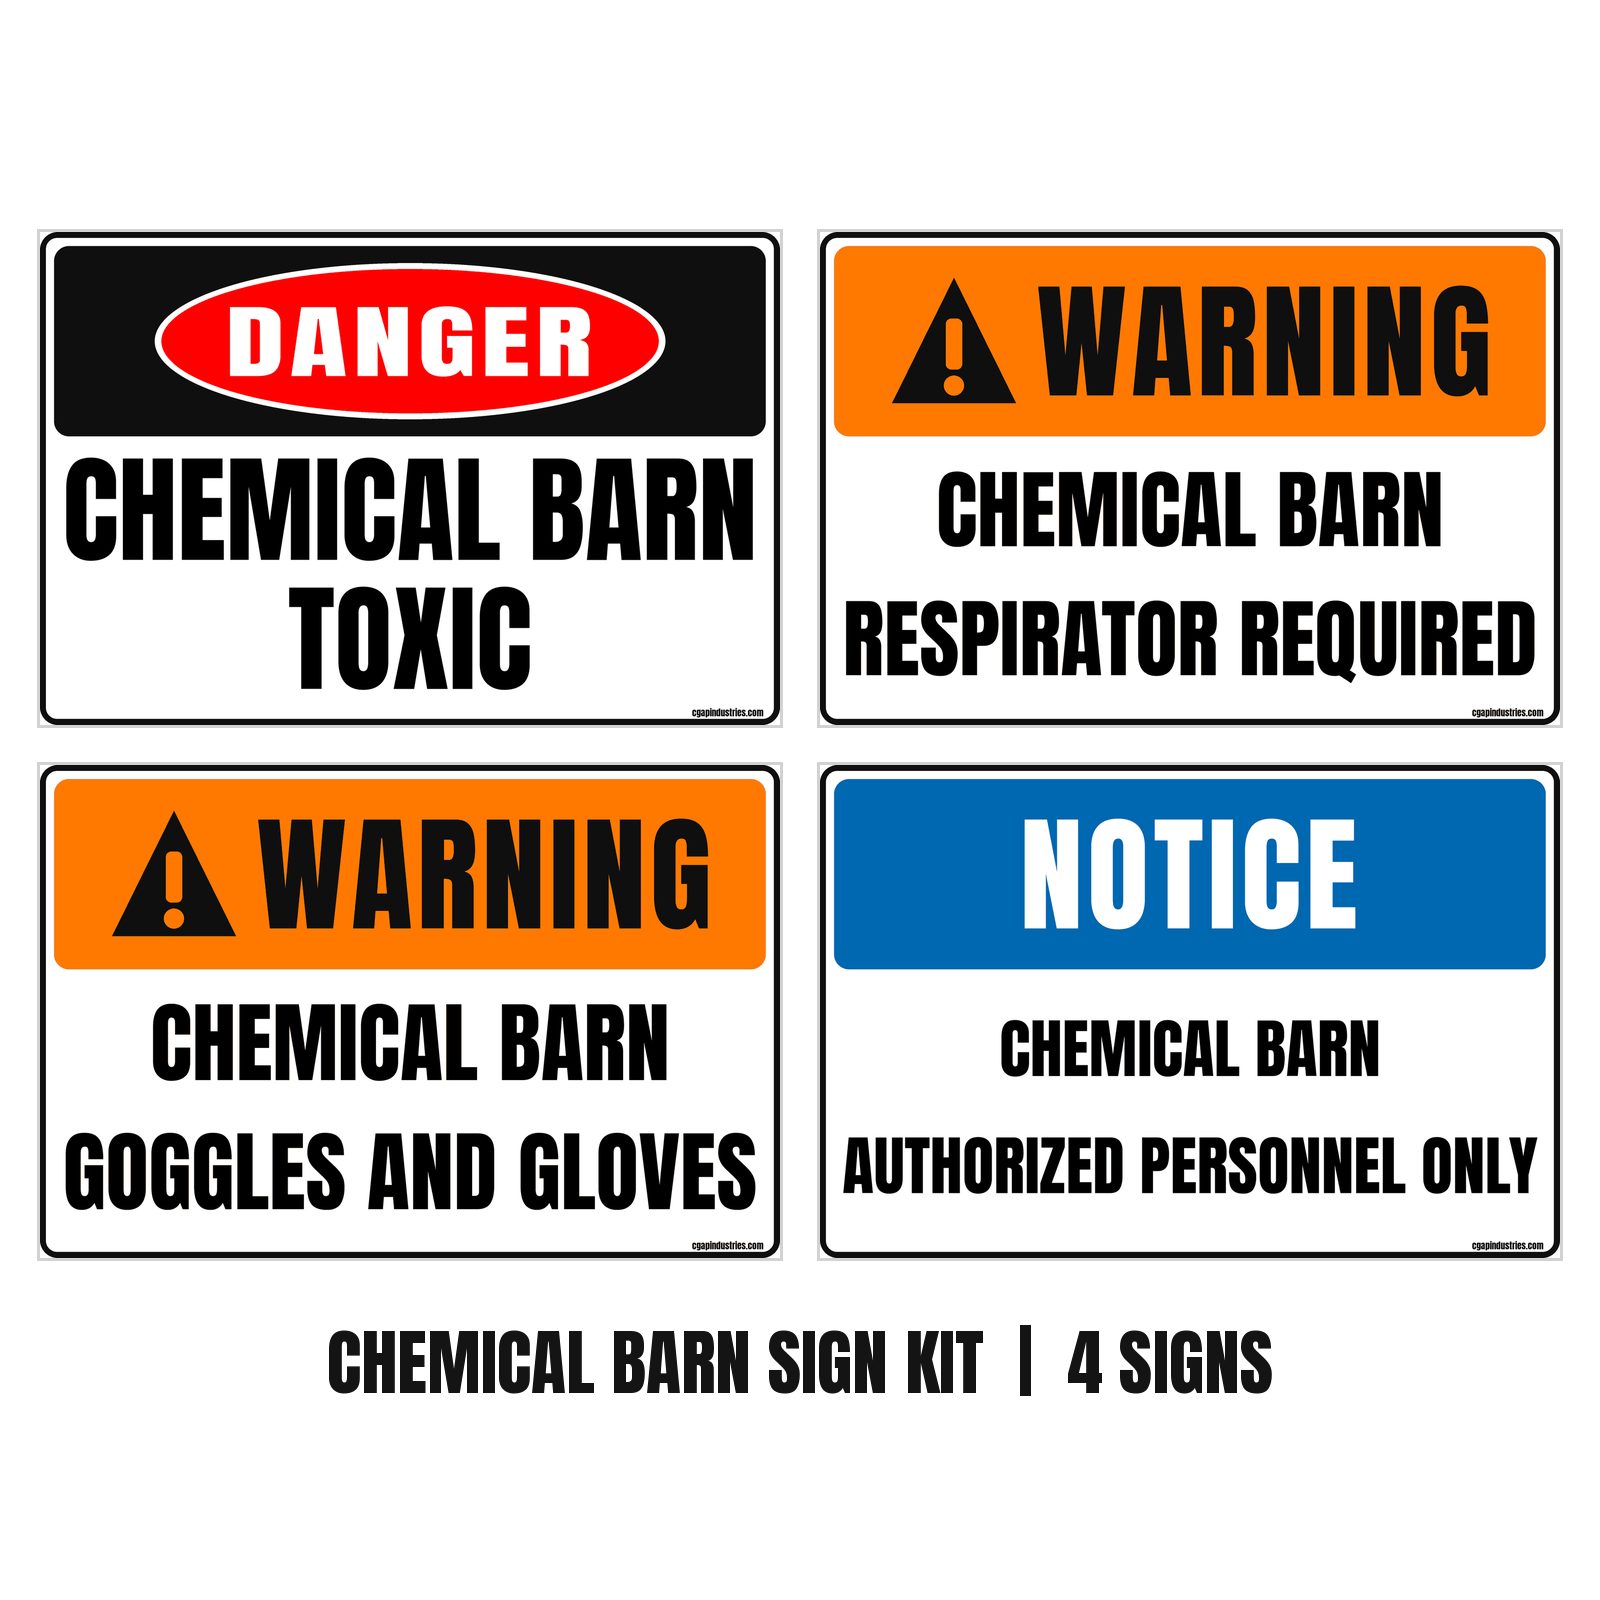 DANGER
CHEMICAL BARN
TOXIC
cgapindustries.com
WARNING
CHEMICAL BARN
RESPIRATOR REQUIRED
cgapindustries.com
WARNING
CHEMICAL BARN
GOGGLES AND GLOVES
cgapindustries.com
NOTICE
CHEMICAL BARN
AUTHORIZED PERSONNEL ONLY
cgapindustries.com
CHEMICAL BARN SIGN KIT | 4 SIGNS